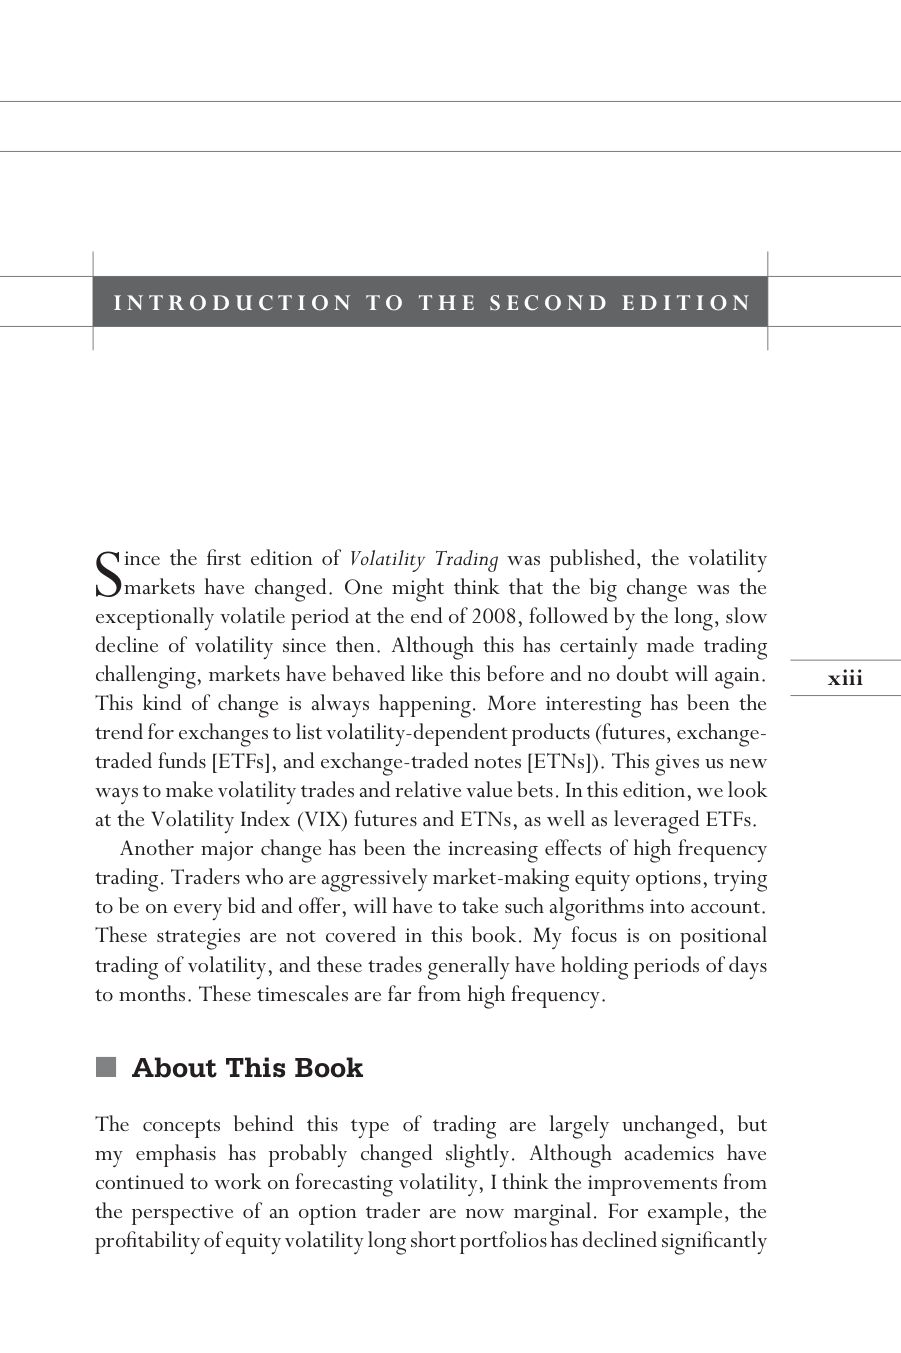 INTRODUCTION TO THE SECOND EDITION
Since the first edition of Volatility Trading was published, the volatility
markets have changed. One might think that the big change was the
exceptionally volatile period at the end of 2008, followed by the long, slow
decline of volatility since then. Although this has certainly made trading
challenging, markets have behaved like this before and no doubt will again.
This kind of change is always happening. More interesting has been the
trend for exchanges to list volatility-dependent products (futures, exchange-
traded funds [ETFs], and exchange-traded notes [ETNs]). This gives us new
ways to make volatility trades and relative value bets. In this edition, we look
at the Volatility Index (VIX) futures and ETNs, as well as leveraged ETFs.
xiii
Another major change has been the increasing effects of high frequency
trading. Traders who are aggressively market-making equity options, trying
to be on every bid and offer, will have to take such algorithms into account.
These strategies are not covered in this book. My focus is on positional
trading of volatility, and these trades generally have holding periods of days
to months. These timescales are far from high frequency.
About This Book
The concepts behind this type of trading are largely unchanged, but
my emphasis has probably changed slightly. Although academics have
continued to work on forecasting volatility, I think the improvements from
the perspective of an option trader are now marginal. For example, the
profitability of equity volatility long short portfolios has declined significantly